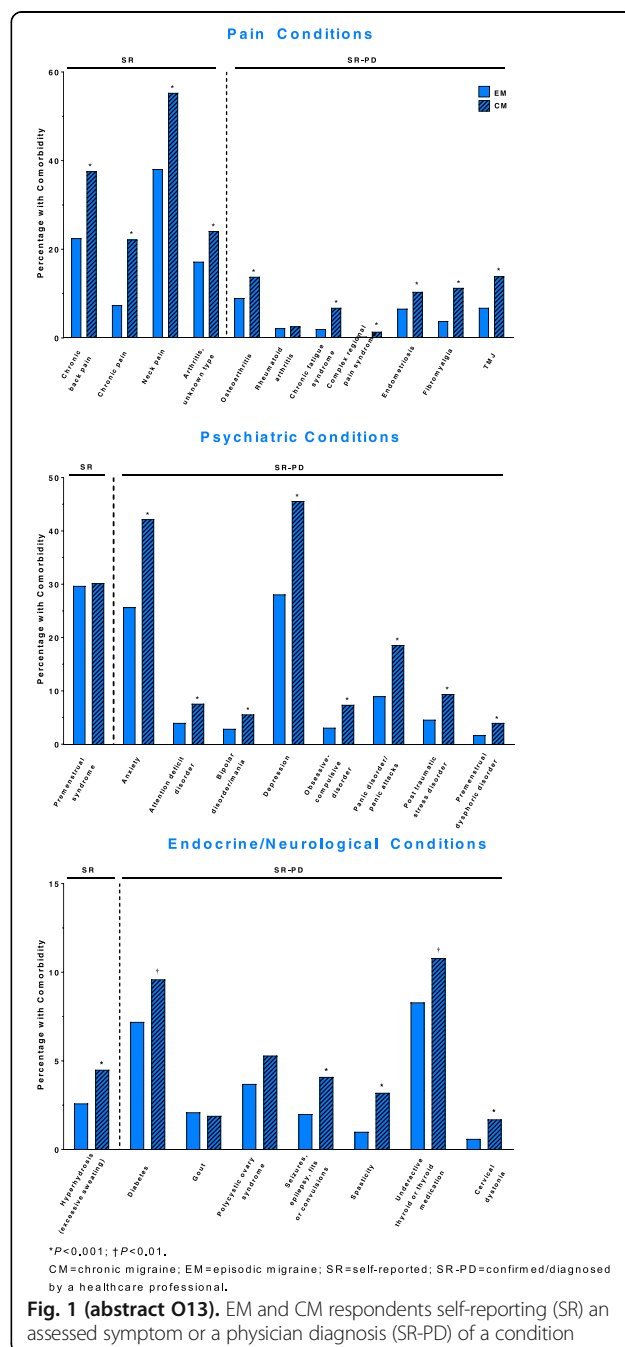 Pain Conditions
SR
SR-PD
60
40
20
0
Percentage with Comorbidity
EM
CM
*
*
*
*
*
*
*
*
*
*
Chronic
back pain
Chronic pain
Neck pain
Arthritis,
unknown type
Osteoarthritis
Rheumatoid
arthritis
Chronic fatigue
syndrome
Complex regional
pain syndrome
Endometriosis
Fibromyalgia
TMJ
Psychiatric Conditions
SR
SR-PD
50
40
30
20
10
0
Percentage with Comorbidity
*
*
*
*
*
*
*
*
Premenstrual
syndrome
Anxiety
Attention deficit
disorder
Bipolar
disorder/mania
Depression
Obsessive-
compulsive
disorder
Panic disorder/
panic attacks
Post traumatic
stress disorder
Premenstrual
dysphoric disorder
Endocrine/Neurological Conditions
SR
SR-PD
15
10
5
0
Percentage with Comorbidity
*
†
*
*
†
*
Hyperhydrosis
(excessive sweating)
Diabetes
Gout
Polycystic ovary
syndrome
Seizures,
epilepsy, fits
or convulsions
Spasticity
Underactive
thyroid or thyroid
medication
Cervical
dystonia
*P<0.001; †P<0.01.
CM=chronic migraine; EM=episodic migraine; SR=self-reported; SR-PD=confirmed/diagnosed
by a healthcare professional.
Fig. 1 (abstract O13). EM and CM respondents self-reporting (SR) an
assessed symptom or a physician diagnosis (SR-PD) of a condition